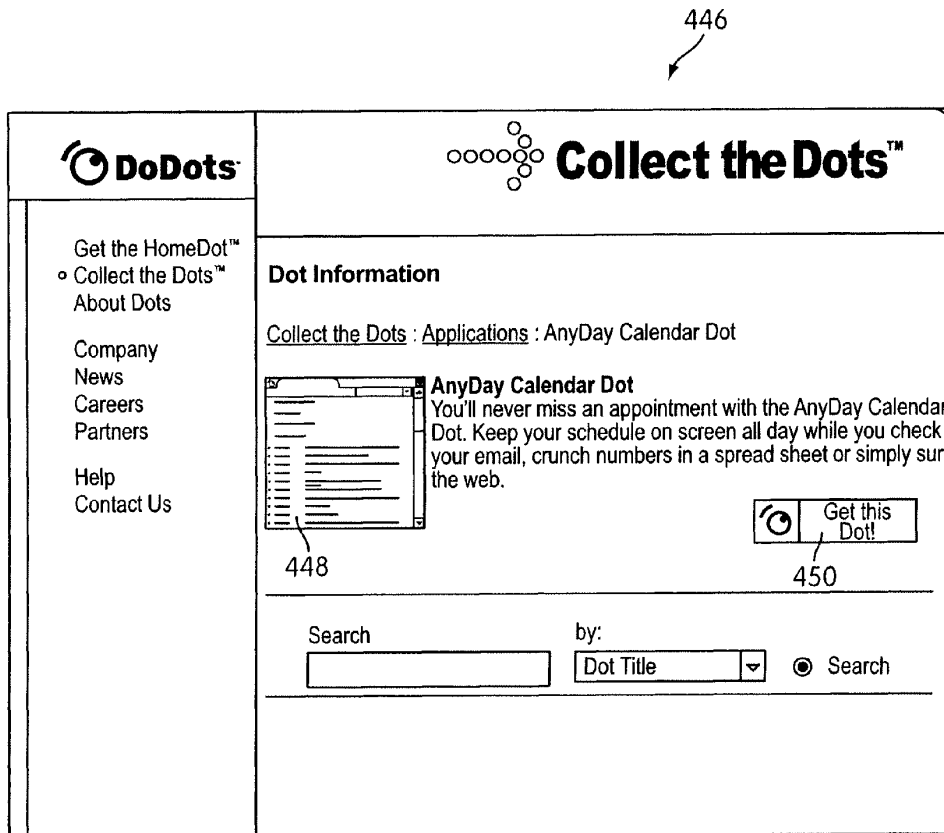 446
DoDots
Collect the Dots™
Get the HomeDot™
Collect the Dots™
About Dots
Company
News
Careers
Partners
Help
Contact Us
Dot Information
Collect the Dots : Applications : AnyDay Calendar Dot
AnyDay Calendar Dot
You'll never miss an appointment with the AnyDay Calendar
Dot. Keep your schedule on screen all day while you check
your email, crunch numbers in a spread sheet or simply sur
the web.
448
Get this
Dot!
450
Search
by:
Dot Title
Search